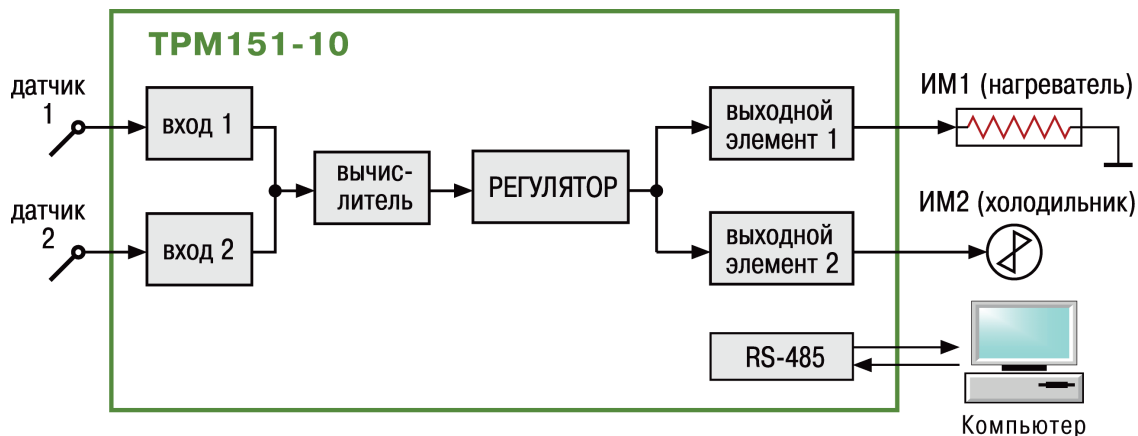 ТРМ151-10
датчик
1
вход 1
датчик
2
вход 2
вычис-
литель
РЕГУЛЯТОР
выходной
элемент 1
выходной
элемент 2
RS-485
ИМ1 (нагреватель)
ИМ2 (холодильник)
Компьютер